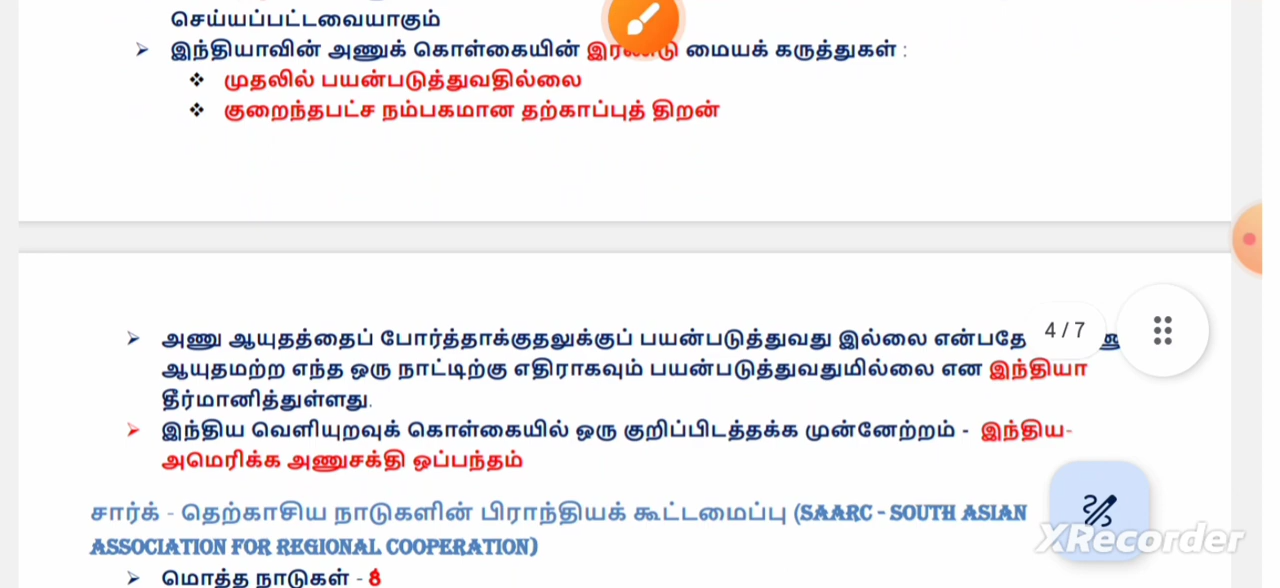 செய்யப்பட்டவையாகும்
➢ இந்தியாவின் அணுக் கொள்கையின் இரண்டு மையக் கருத்துகள் :
❖ முதலில் பயன்படுத்துவதில்லை
❖ குறைந்தபட்ச நம்பகமான தற்காப்புத் திறன்
➢ அணு ஆயுதத்தைப் போர்த்தாக்குதலுக்குப் பயன்படுத்துவது இல்லை என்பதே
4 / 7
ஆயுதமற்ற எந்த ஒரு நாட்டிற்கு எதிராகவும் பயன்படுத்துவதுமில்லை என இந்தியா
தீர்மானித்துள்ளது.
➢ இந்திய வெளியுறவுக் கொள்கையில் ஒரு குறிப்பிடத்தக்க முன்னேற்றம் - இந்திய-
அமெரிக்க அணுசக்தி ஒப்பந்தம்
சார்க் - தெற்காசிய நாடுகளின் பிராந்தியக் கூட்டமைப்பு (SAARC - SOUTH ASIAN
ASSOCIATION FOR REGIONAL COOPERATION)
XRecorder
➢ மொத்த நாடுகள் - 8